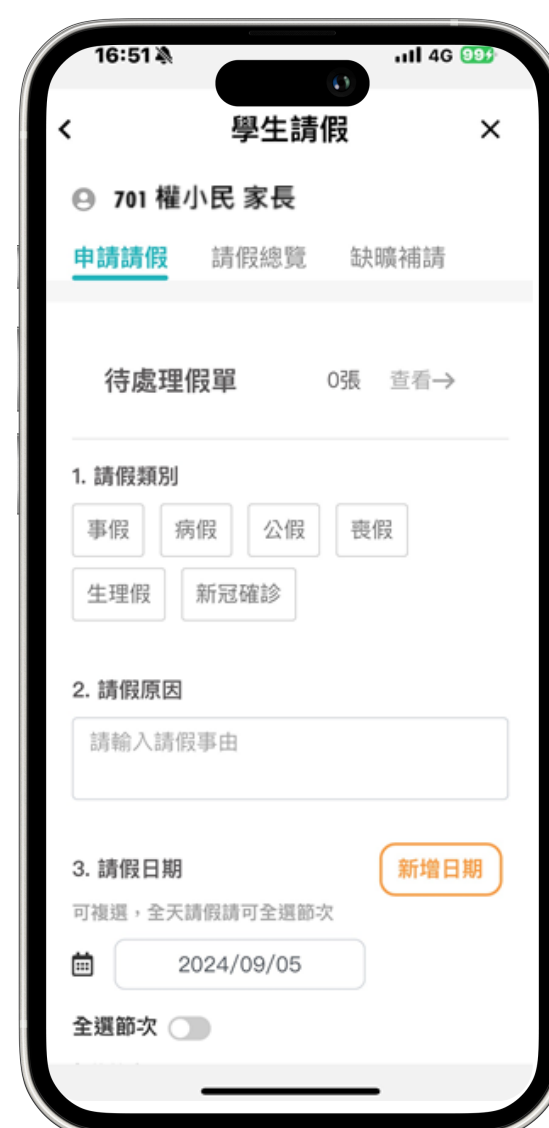 16:51 4G 99
學生請假
701 權小民 家長
申請請假 請假總覽 缺曠補請
待處理假單 0張 查看→
1. 請假類別
事假 病假 公假 喪假
生理假 新冠確診
2. 請假原因
請輸入請假事由
3. 請假日期 新增日期
可複選，全天請假請可全選節次
2024/09/05
全選節次